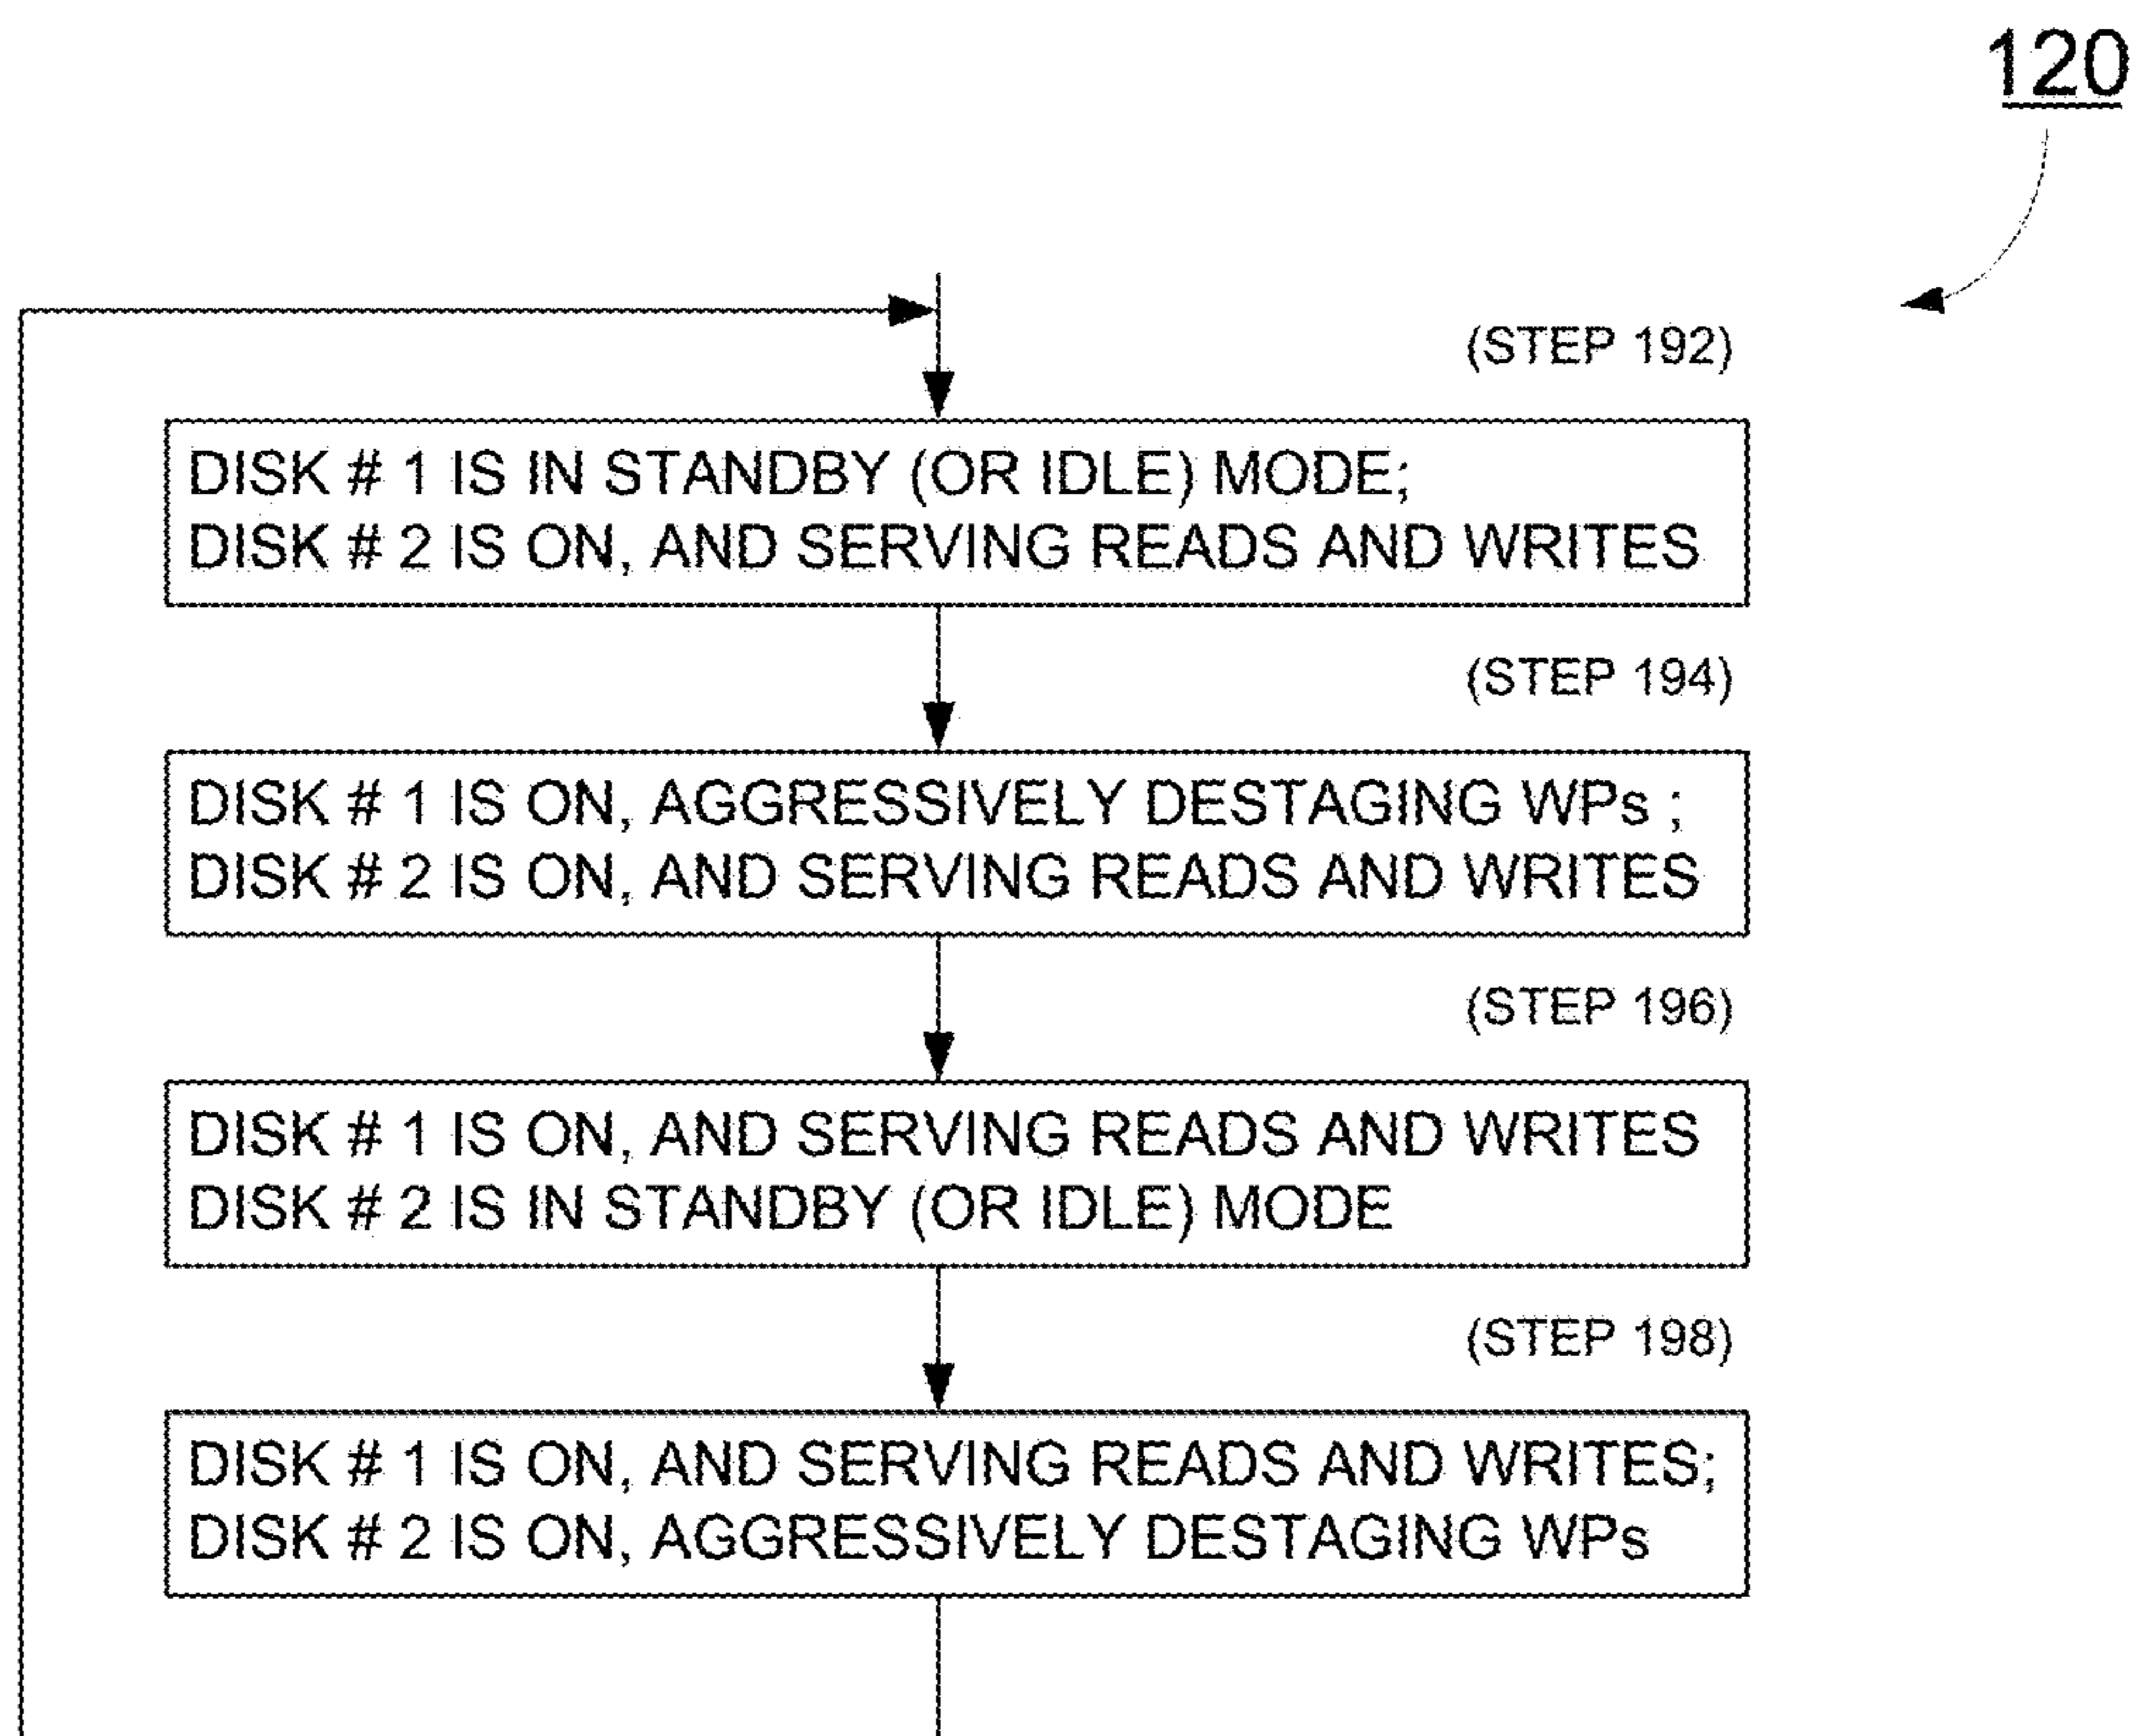 120
(STEP 192)
DISK # 1 IS IN STANDBY (OR IDLE) MODE;
DISK # 2 IS ON, AND SERVING READS AND WRITES
(STEP 194)
DISK # 1 IS ON, AGGRESSIVELY DESTAGING WPs ;
DISK # 2 IS ON, AND SERVING READS AND WRITES
(STEP 196)
DISK # 1 IS ON, AND SERVING READS AND WRITES
DISK # 2 IS IN STANDBY (OR IDLE) MODE
(STEP 198)
DISK # 1 IS ON, AND SERVING READS AND WRITES;
DISK # 2 IS ON, AGGRESSIVELY DESTAGING WPs